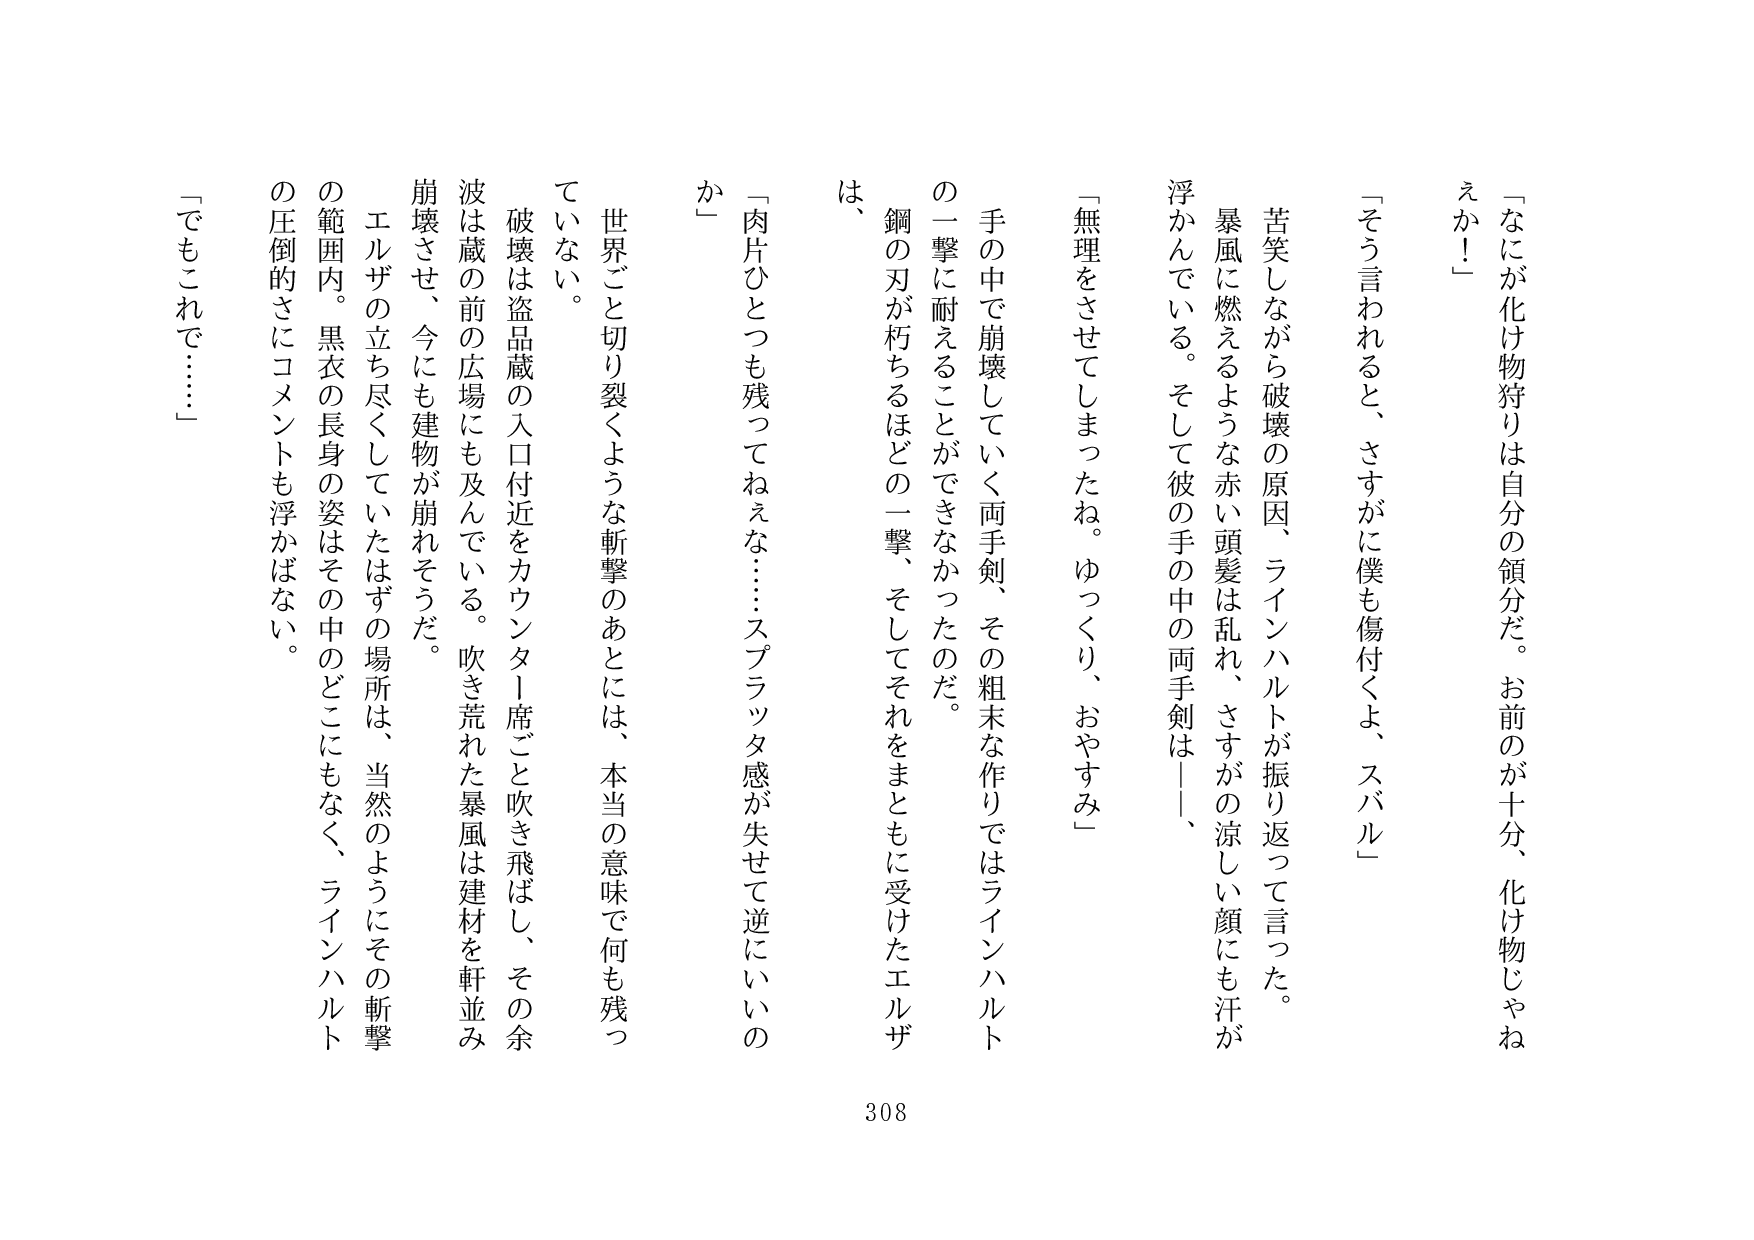 「なにが化け物狩りは自分の領分だ。お前のが十分、化け物じゃね
えか！」
「そう言われると、さすがに僕も傷付くよ、スバル」
苦笑しながら破壊の原因、ラインハルトが振り返って言った。
暴風に燃えるような赤い頭髪は乱れ、さすがの涼しい顔にも汗が
浮かんでいる。そして彼の手の中の両手剣は――、
「無理をさせてしまったね。ゆっくり、おやすみ」
手の中で崩壊していく両手剣、その粗末な作りではラインハルト
の一撃に耐えることができなかったのだ。
鋼の刃が朽ちるほどの一撃、そしてそれをまともに受けたエルザ
は、
「肉片ひとつも残ってねぇな……スプラッタ感が失せて逆にいいの
か」
世界ごと切り裂くような斬撃のあとには、本当の意味で何も残っ
ていない。
破壊は盗品蔵の入口付近をカウンター席ごと吹き飛ばし、その余
波は蔵の前の広場にも及んでいる。吹き荒れた暴風は建材を軒並み
崩壊させ、今にも建物が崩れそうだ。
エルザの立ち尽くしていたはずの場所は、当然のようにその斬撃
の範囲内。黒衣の長身の姿はその中のどこにもなく、ラインハルト
の圧倒的さにコメントも浮かばない。
「でもこれで……」
308